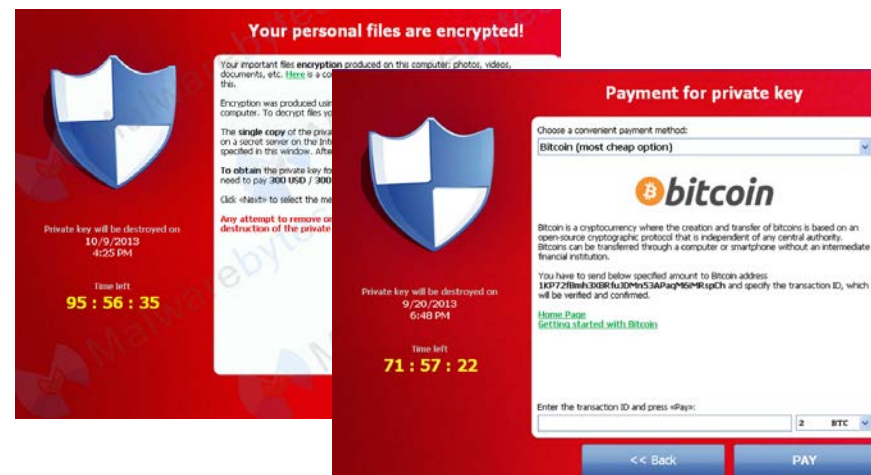 Your personal files are encrypted!
Your important files encryption produced on this computer: photos, videos,
documents, etc. Here is a co
this.
Encryption was produced usin
computer. To decrypt files yo
The single copy of the priva
on a secret server on the Int
specified in this window. Afte
To obtain the private key fo
need to pay 300 USD / 300
Click «Next» to select the me
Any attempt to remove or
destruction of the private
Private key will be destroyed on
10/9/2013
4:25 PM
Time left
95 : 56 : 35
Payment for private key
Choose a convenient payment method:
Bitcoin (most cheap option)
bitcoin
Bitcoin is a cryptocurrency where the creation and transfer of bitcoins is based on an
open-source cryptographic protocol that is independent of any central authority.
Bitcoins can be transferred through a computer or smartphone without an intermediate
financial institution.
You have to send below specified amount to Bitcoin address
and specify the transaction ID, which
will be verified and confirmed.
Home Page
Getting started with Bitcoin
Private key will be destroyed on
9/20/2013
6:48 PM
Time left
71 : 57 : 22
Enter the transaction ID and press «Pay»:
2 BTC
<< Back
PAY
Malwarebytes